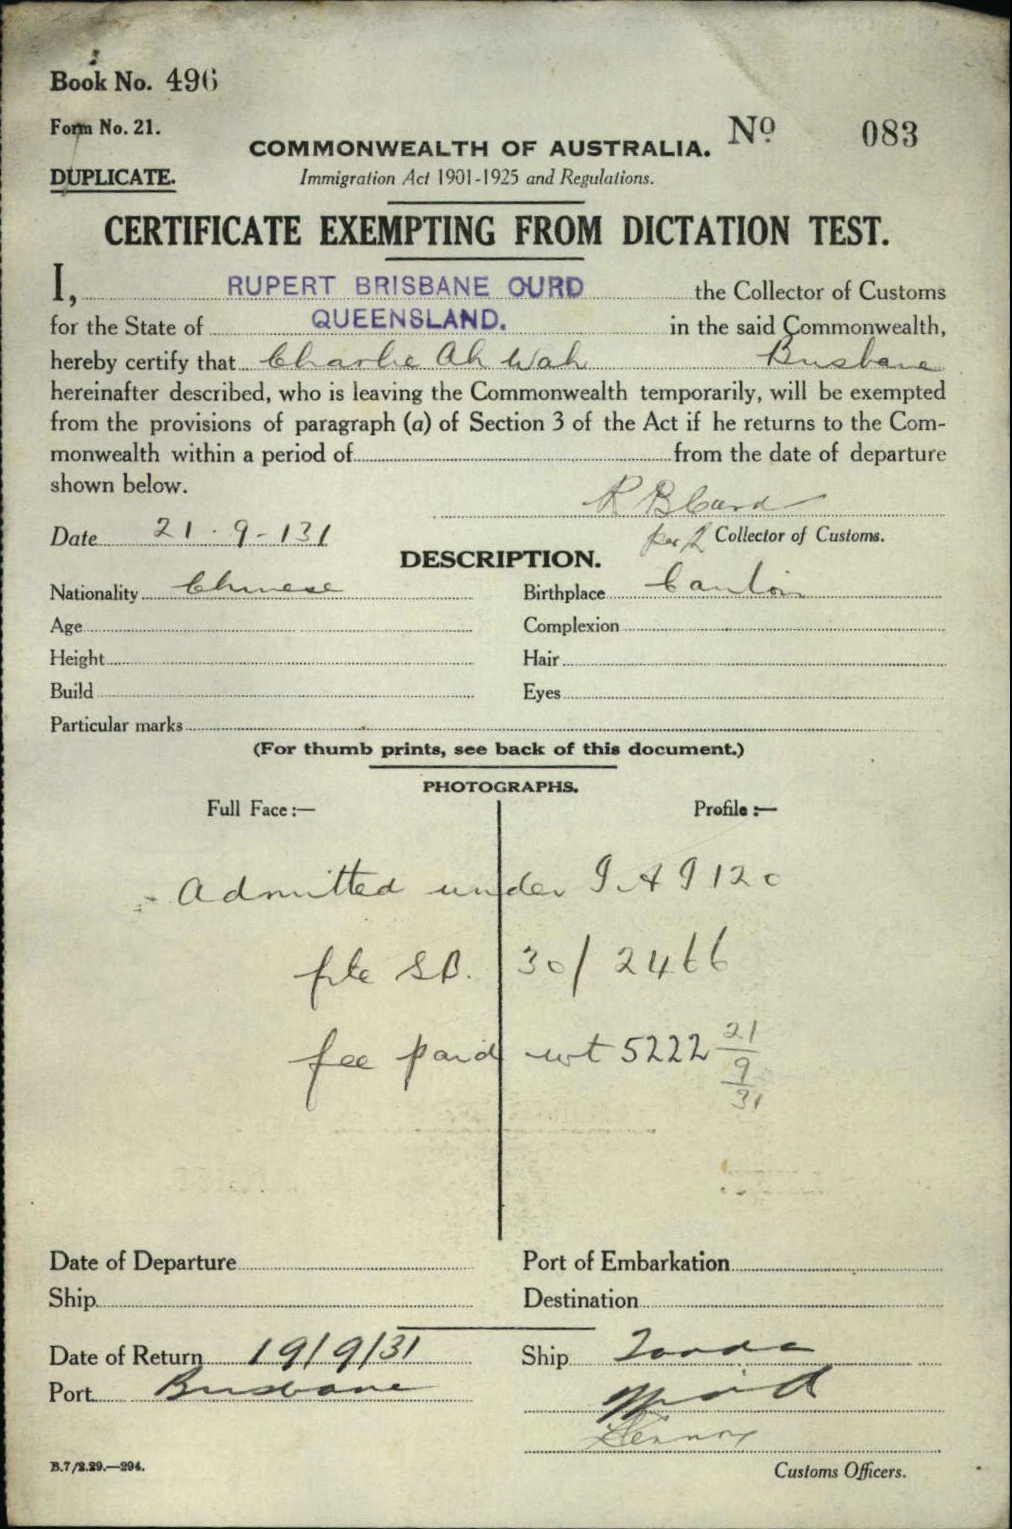 Book No. 496
Form No. 21.
Nº 083
COMMONWEALTH OF AUSTRALIA.
DUPLICATE.
Immigration Act 1901-1925 and Regulations.
CERTIFICATE EXEMPTING FROM DICTATION TEST.
I, RUPERT BRISBANE CURD the Collector of Customs
for the State of QUEENSLAND. in the said Commonwealth,
hereby certify that Charlie Ah Wah Brisbane
hereinafter described, who is leaving the Commonwealth temporarily, will be exempted
from the provisions of paragraph (a) of Section 3 of the Act if he returns to the Com-
monwealth within a period of from the date of departure
shown below.
R B Curd
Date 21-9-131 per Collector of Customs.
DESCRIPTION.
Nationality Chinese Birthplace Canton
Age Complexion
Height Hair
Build Eyes
Particular marks
(For thumb prints, see back of this document.)
PHOTOGRAPHS.
Full Face:— Profile:—
Admitted under
file SB. 30/2466
fee paid 5222 21/9/31
Date of Departure Port of Embarkation
Ship Destination
Date of Return 19/9/31 Ship Tanda
Port Brisbane
Lennox
B.7/2.29.—294. Customs Officers.